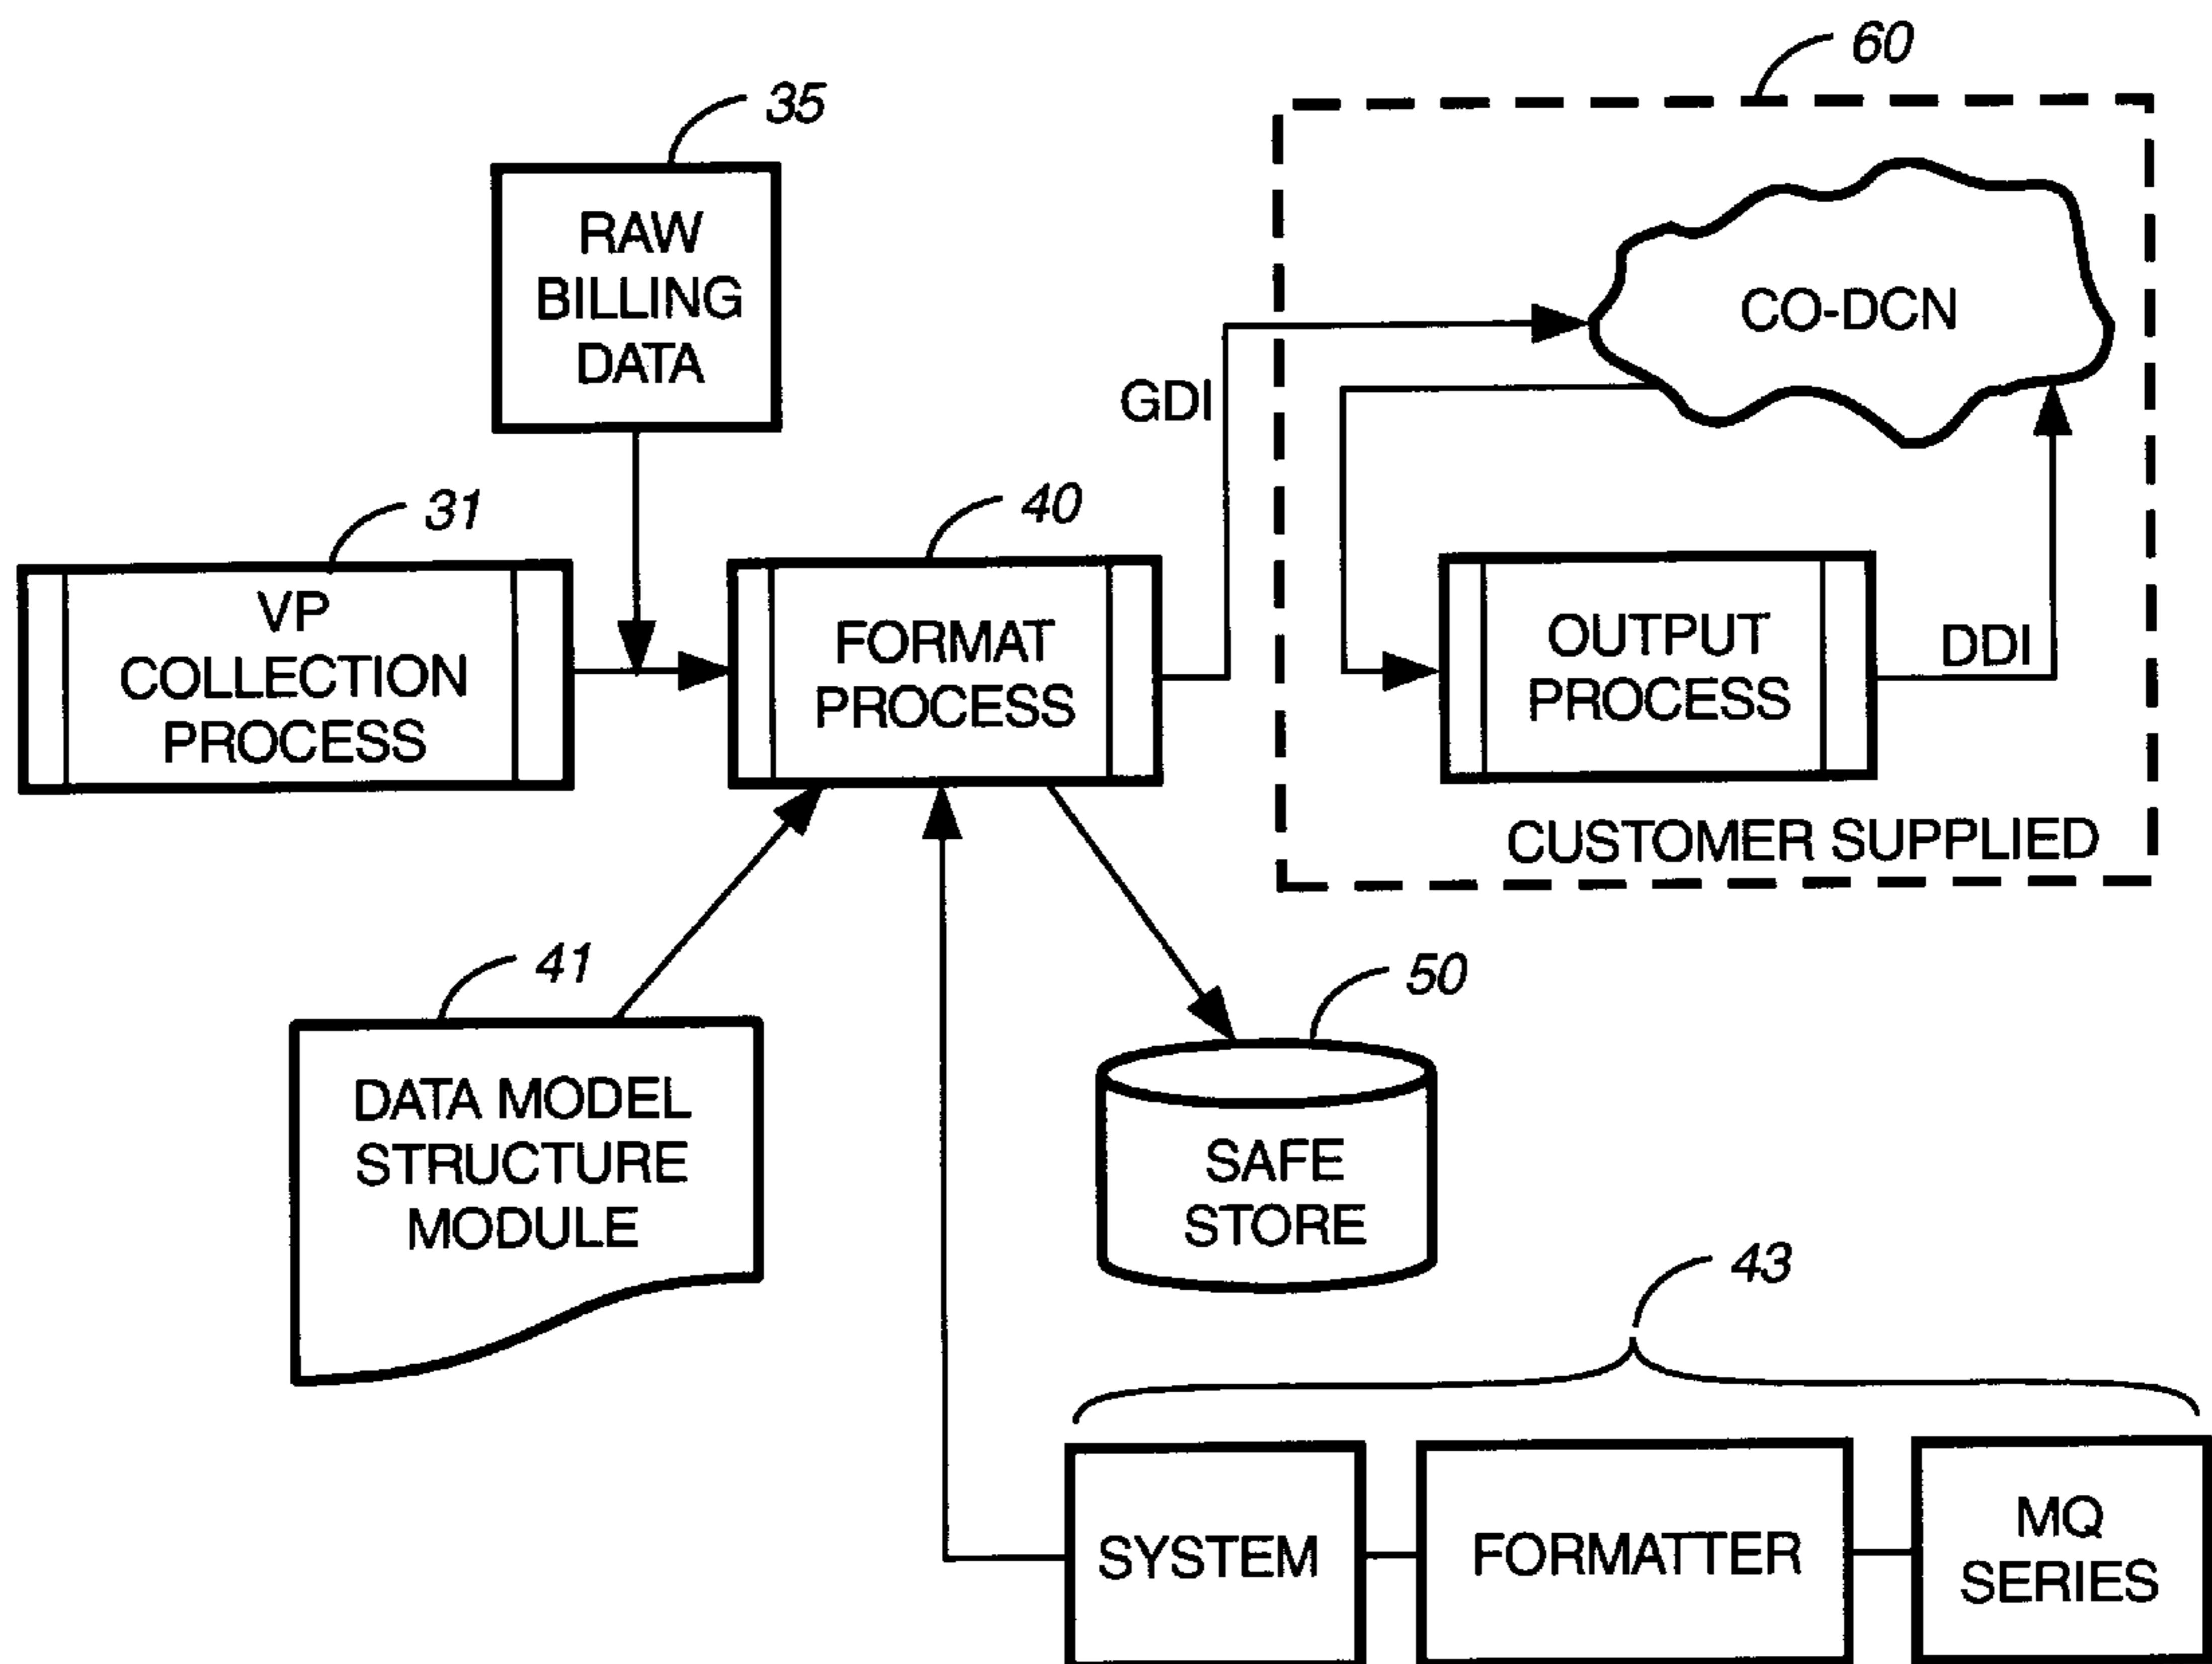 60
35
RAW
BILLING
DATA
CO-DCN
GDI
31
40
VP
COLLECTION
PROCESS
FORMAT
PROCESS
OUTPUT
PROCESS
DDI
CUSTOMER SUPPLIED
41
50
DATA MODEL
STRUCTURE
MODULE
SAFE
STORE
43
SYSTEM
FORMATTER
MQ
SERIES